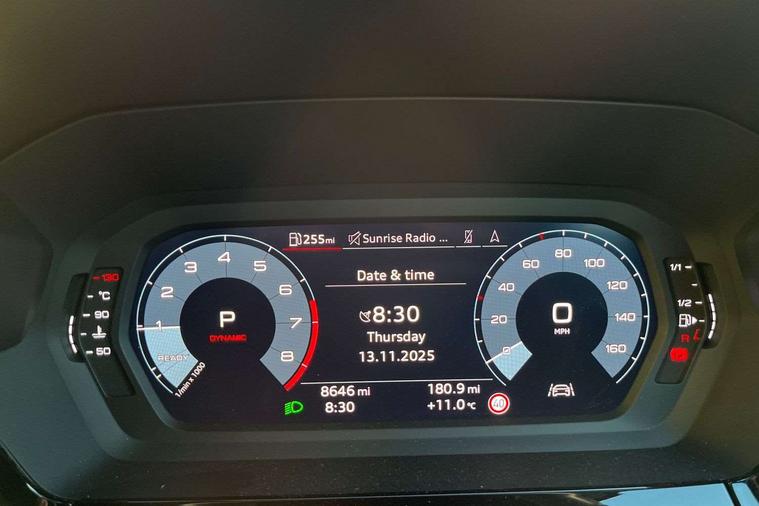 255mi Sunrise Radio ...
Date & time
8:30
Thursday
13.11.2025
8646 mi 180.9 mi
8:30 +11.0°C 40
P
DYNAMIC
READY
1/min x 1000
1 2 3 4 5 6 7 8
0
MPH
0 20 40 60 80 100 120 140 160
130
°C
90
50
1/1
1/2
R